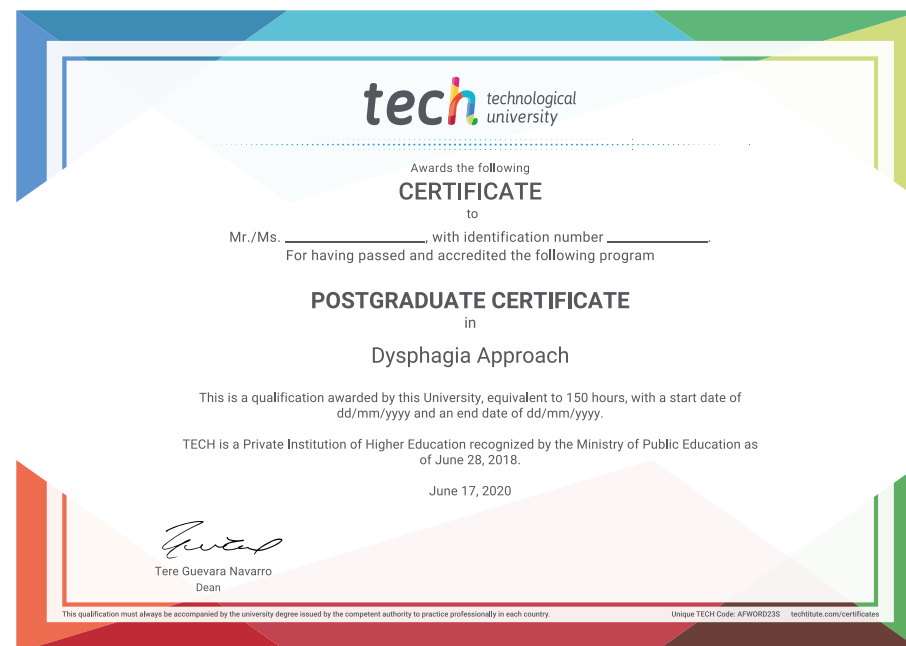 tech technological
university
Awards the following
CERTIFICATE
to
Mr./Ms. ____________________, with identification number ______________.
For having passed and accredited the following program
POSTGRADUATE CERTIFICATE
in
Dysphagia Approach
This is a qualification awarded by this University, equivalent to 150 hours, with a start date of
dd/mm/yyyy and an end date of dd/mm/yyyy.
TECH is a Private Institution of Higher Education recognized by the Ministry of Public Education as
of June 28, 2018.
June 17, 2020
Tere Guevara Navarro
Dean
This qualification must always be accompanied by the university degree issued by the competent authority to practice professionally in each country. Unique TECH Code: AFWORD23S techtitute.com/certificates